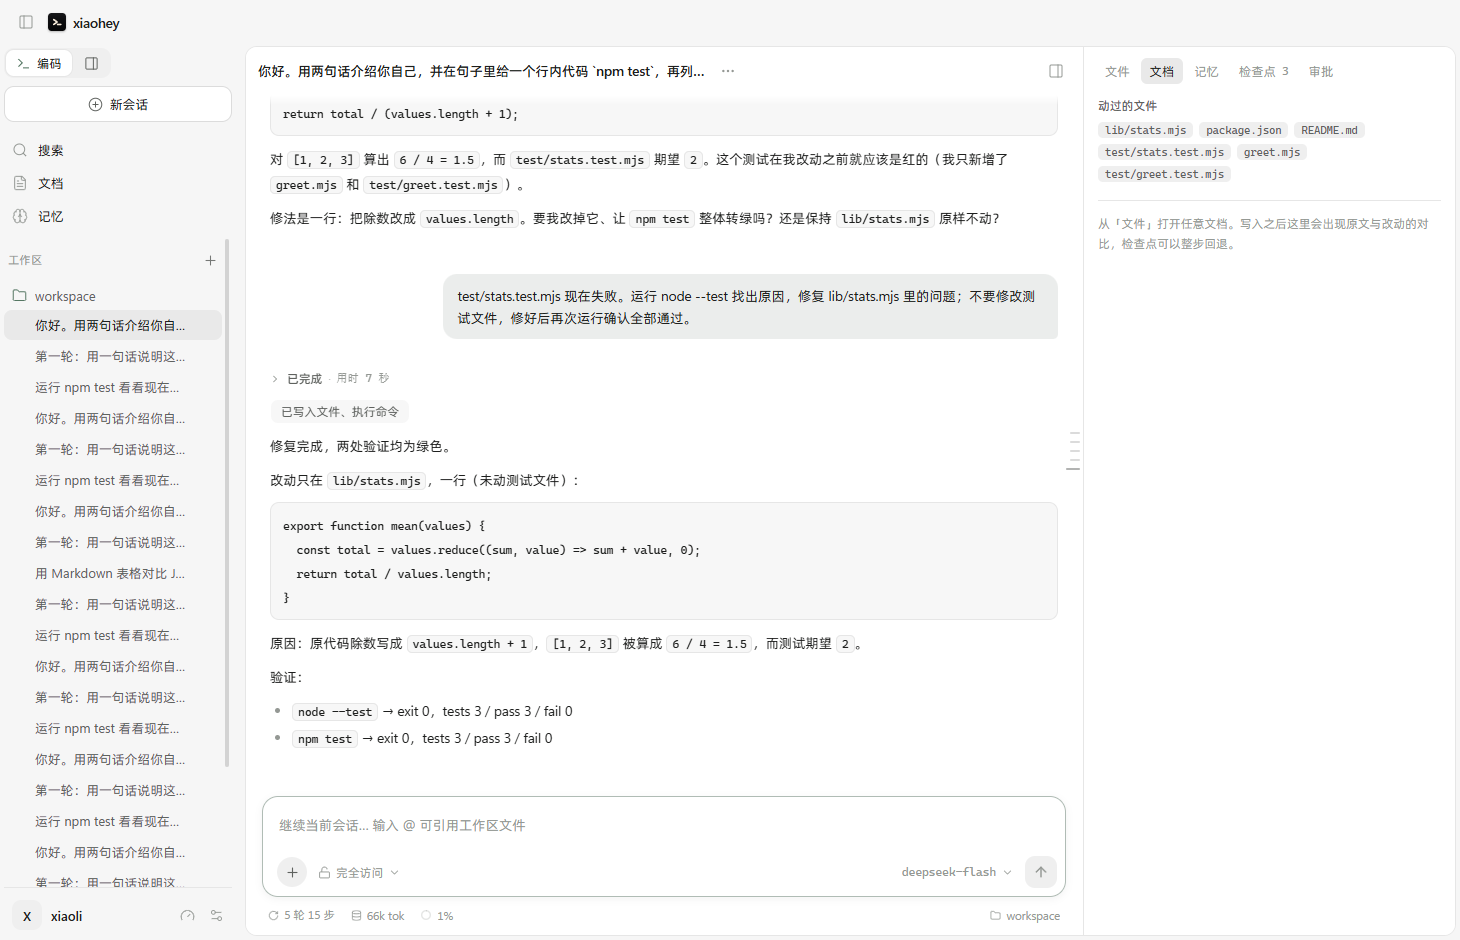 xiaohey
编码
新会话
搜索
文档
记忆
工作区
workspace
你好。用两句话介绍你自...
第一轮：用一句话说明这...
运行 npm test 看看现在...
你好。用两句话介绍你自...
第一轮：用一句话说明这...
运行 npm test 看看现在...
你好。用两句话介绍你自...
第一轮：用一句话说明这...
用 Markdown 表格对比 J...
第一轮：用一句话说明这...
运行 npm test 看看现在...
你好。用两句话介绍你自...
第一轮：用一句话说明这...
运行 npm test 看看现在...
你好。用两句话介绍你自...
第一轮：用一句话说明这...
运行 npm test 看看现在...
你好。用两句话介绍你自...
第一轮：用一句话说明这...
X xiaoli
你好。用两句话介绍你自己，并在句子里给一个行内代码 `npm test`，再列... ···
return total / (values.length + 1);
对 [1, 2, 3] 算出 6 / 4 = 1.5，而 test/stats.test.mjs 期望 2。这个测试在我改动之前就应该是红的（我只新增了
greet.mjs 和 test/greet.test.mjs）。
修法是一行：把除数改成 values.length。要我改掉它、让 npm test 整体转绿吗？还是保持 lib/stats.mjs 原样不动？
test/stats.test.mjs 现在失败。运行 node --test 找出原因，修复 lib/stats.mjs 里的问题；不要修改测
试文件，修好后再次运行确认全部通过。
已完成 · 用时 7 秒
已写入文件、执行命令
修复完成，两处验证均为绿色。
改动只在 lib/stats.mjs，一行（未动测试文件）：
export function mean(values) {
  const total = values.reduce((sum, value) => sum + value, 0);
  return total / values.length;
}
原因：原代码除数写成 values.length + 1，[1, 2, 3] 被算成 6 / 4 = 1.5，而测试期望 2。
验证：
• node --test → exit 0，tests 3 / pass 3 / fail 0
• npm test → exit 0，tests 3 / pass 3 / fail 0
继续当前会话... 输入 @ 可引用工作区文件
完全访问
deepseek-flash
5 轮 15 步 66k tok 1%
workspace
文件 文档 记忆 检查点 3 审批
动过的文件
lib/stats.mjs package.json README.md
test/stats.test.mjs greet.mjs
test/greet.test.mjs
从「文件」打开任意文档。写入之后这里会出现原文与改动的对
比，检查点可以整步回退。